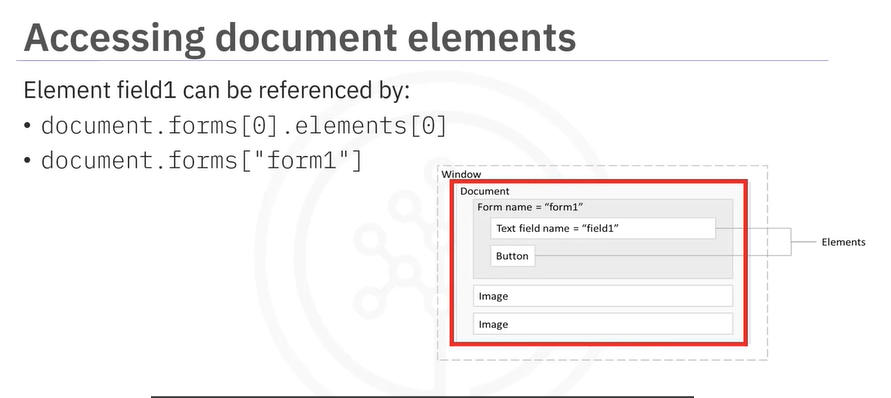 Accessing document elements
Element field1 can be referenced by:
• document.forms[0].elements[0]
• document.forms["form1"]
Window
Document
Form name = “form1”
Text field name = “field1”
Elements
Button
Image
Image